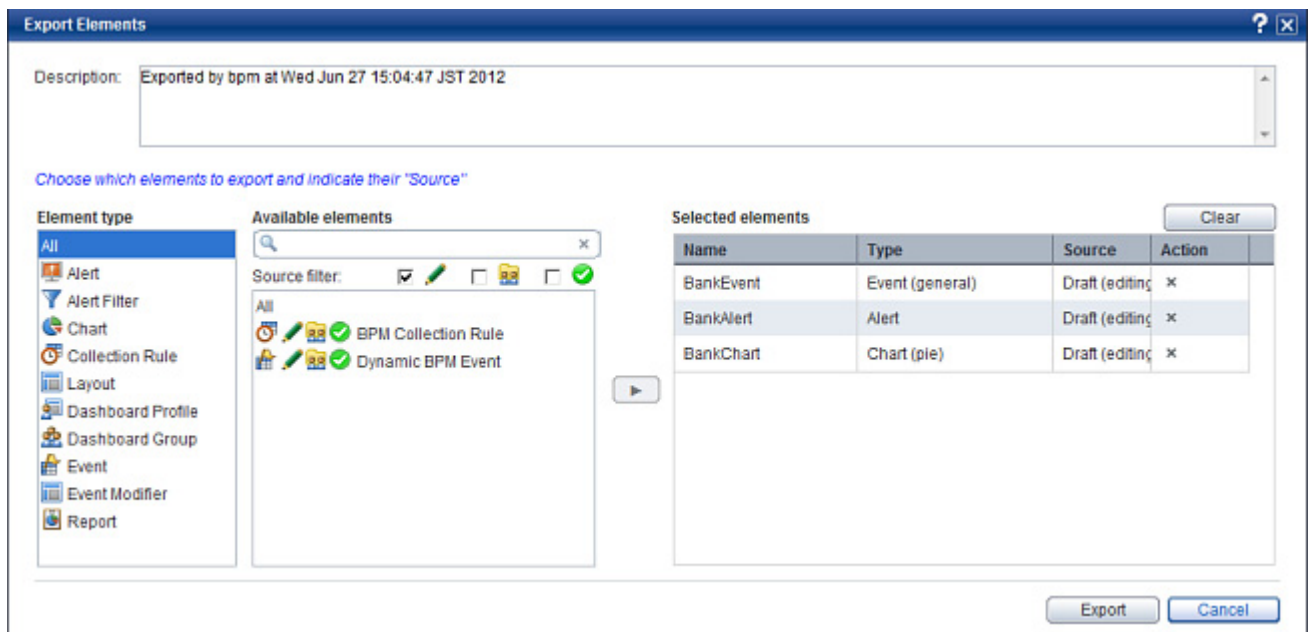 Export Elements
?
Description: Exported by bpm at Wed Jun 27 15:04:47 JST 2012
Choose which elements to export and indicate their "Source"
Element type
All
Alert
Alert Filter
Chart
Collection Rule
Layout
Dashboard Profile
Dashboard Group
Event
Event Modifier
Report
Available elements
Source filter:
All
BPM Collection Rule
Dynamic BPM Event
Selected elements
Clear
Name Type Source Action
BankEvent Event (general) Draft (editing
BankAlert Alert Draft (editing
BankChart Chart (pie) Draft (editing
Export Cancel